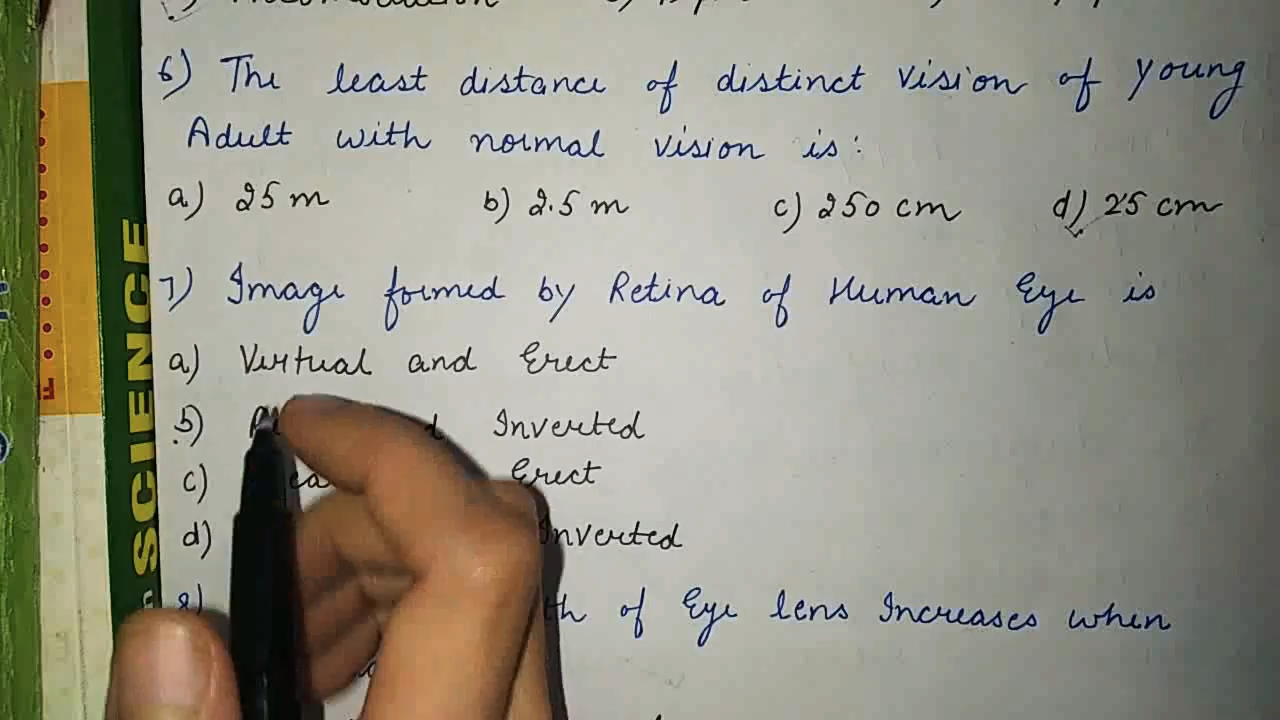 6) The least distance of distinct vision of young
Adult with normal vision is:
a) 25 m b) 2.5 m c) 250 cm d) 25 cm
7) Image formed by Retina of Human Eye is
a) Virtual and Erect
b) Inverted
c) Erect
d) Inverted
8) of Eye lens Increases when
SCIENCE